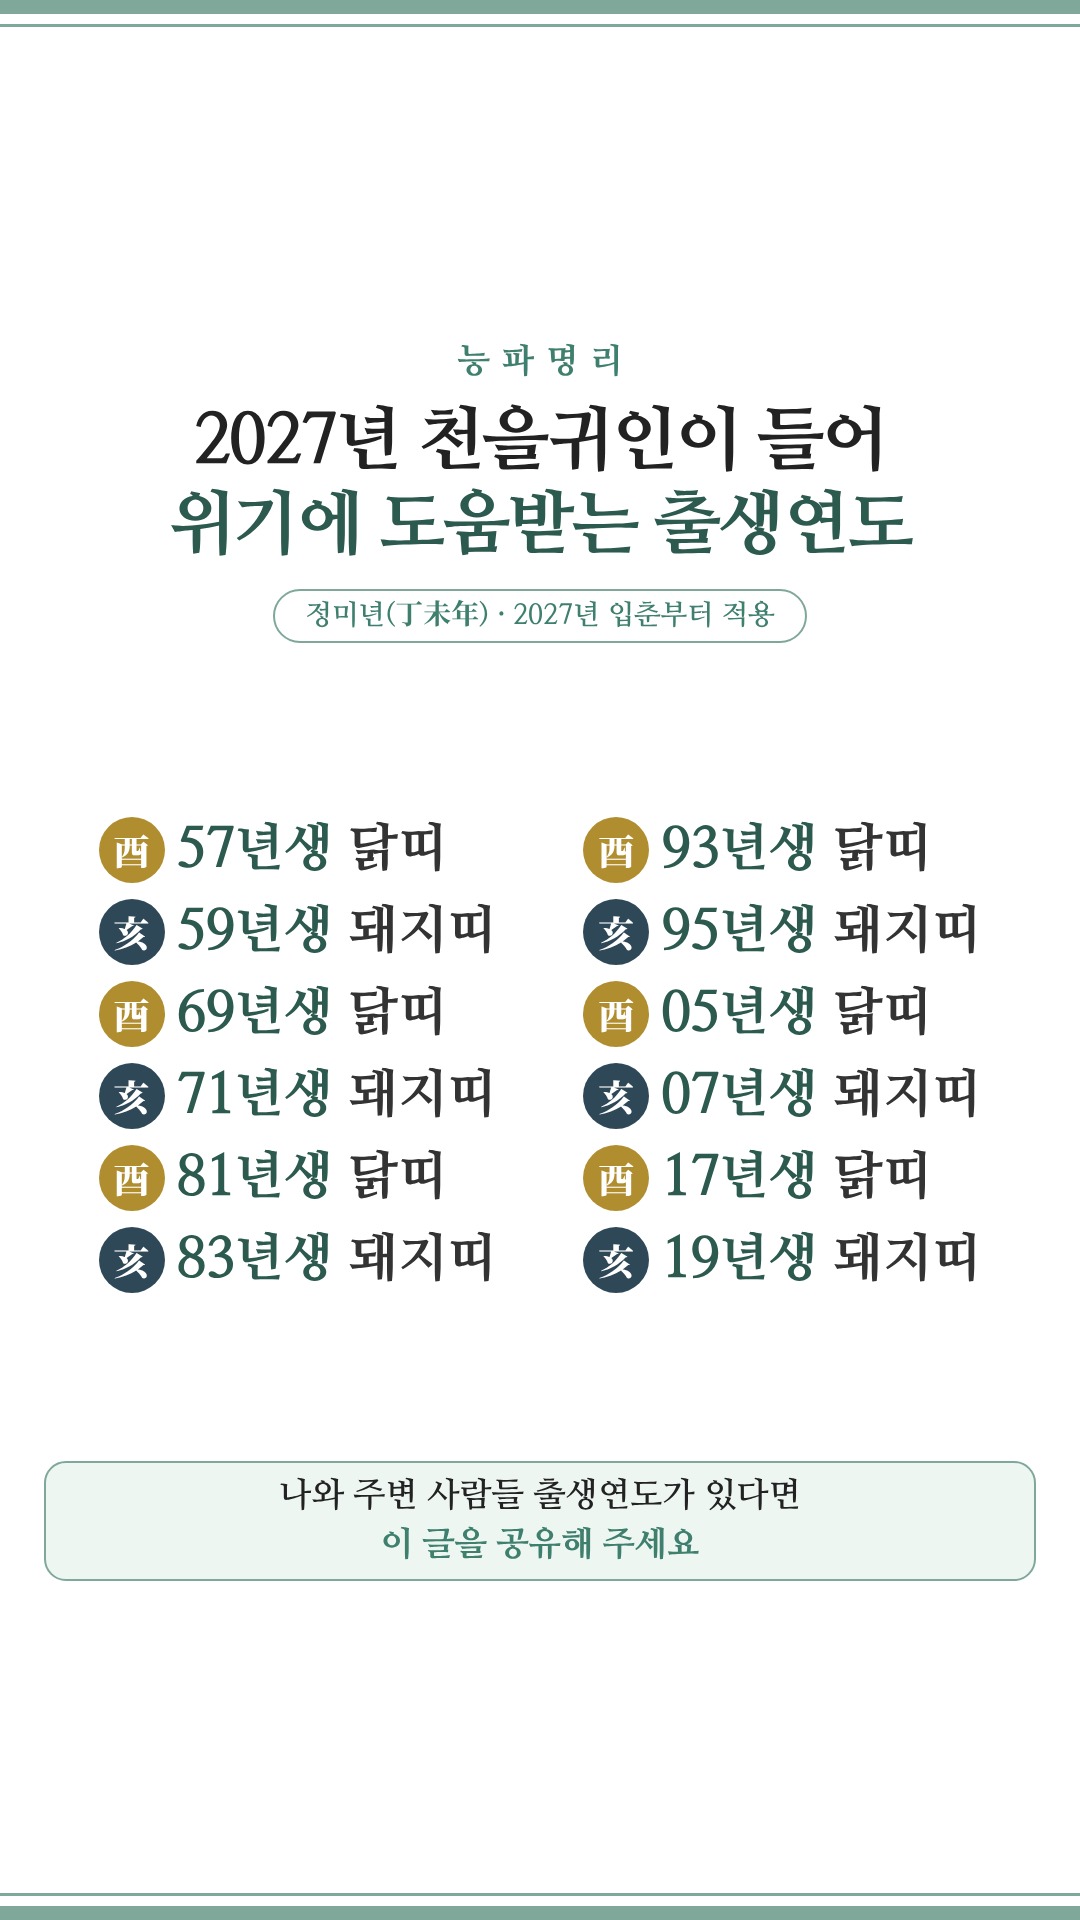 능파명리
2027년 천을귀인이 들어
위기에 도움받는 출생연도
정미년(丁未年) · 2027년 입춘부터 적용
酉 57년생 닭띠
亥 59년생 돼지띠
酉 69년생 닭띠
亥 71년생 돼지띠
酉 81년생 닭띠
亥 83년생 돼지띠
酉 93년생 닭띠
亥 95년생 돼지띠
酉 05년생 닭띠
亥 07년생 돼지띠
酉 17년생 닭띠
亥 19년생 돼지띠
나와 주변 사람들 출생연도가 있다면
이 글을 공유해 주세요